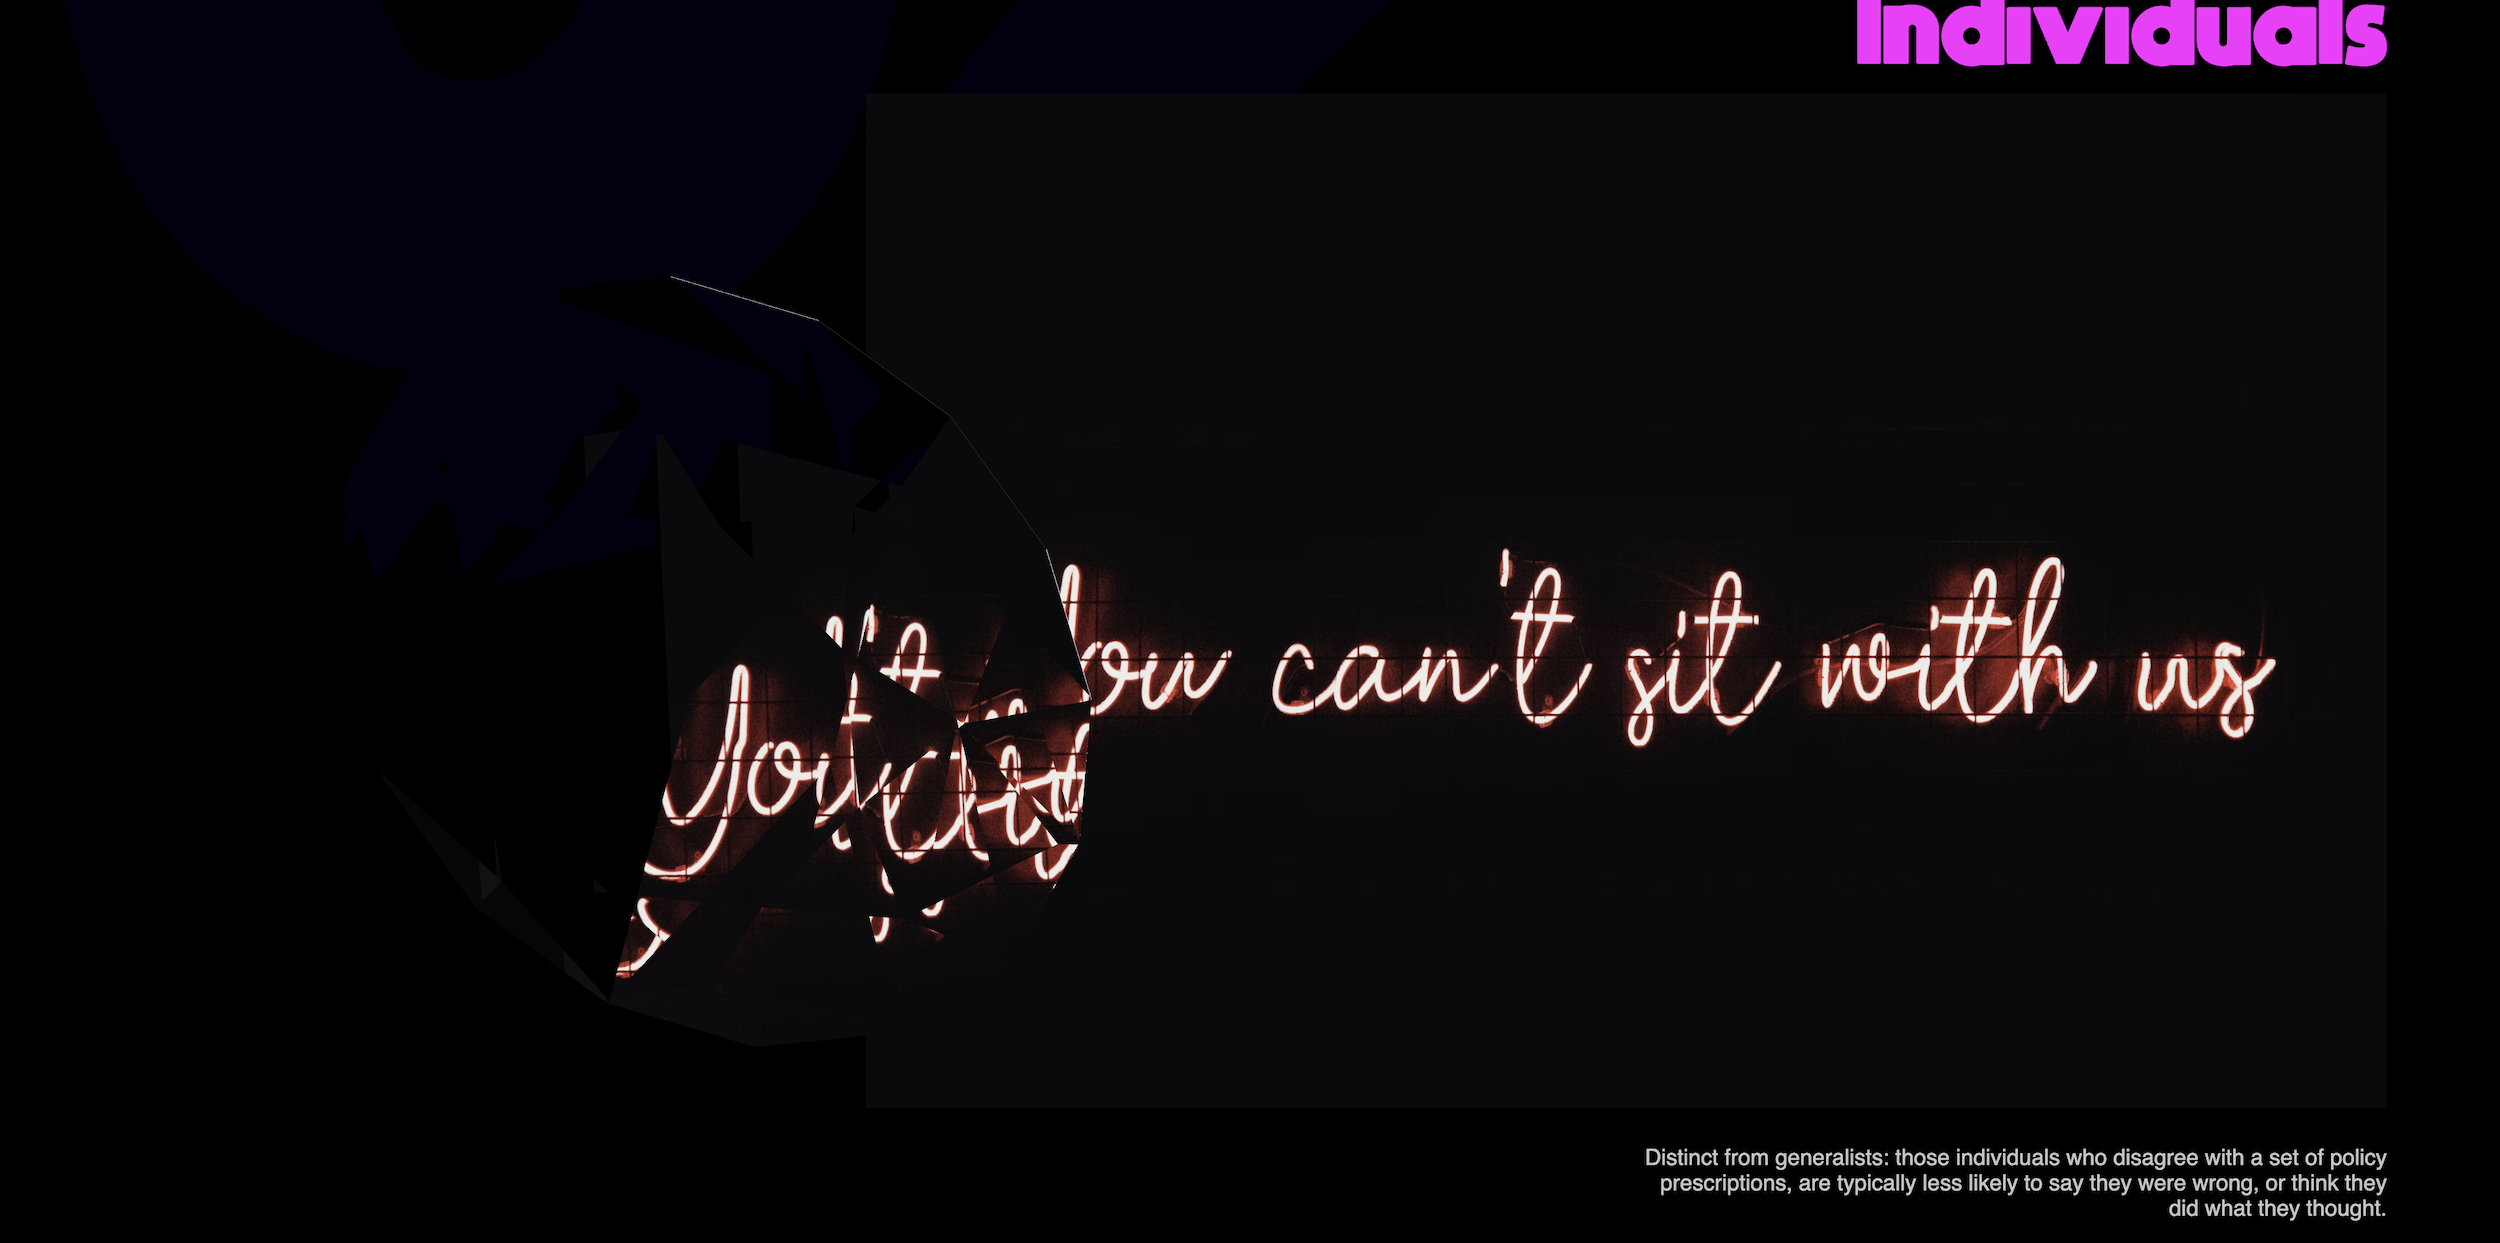 Individuals
You can't sit with us
Distinct from generalists: those individuals who disagree with a set of policy
prescriptions, are typically less likely to say they were wrong, or think they
did what they thought.